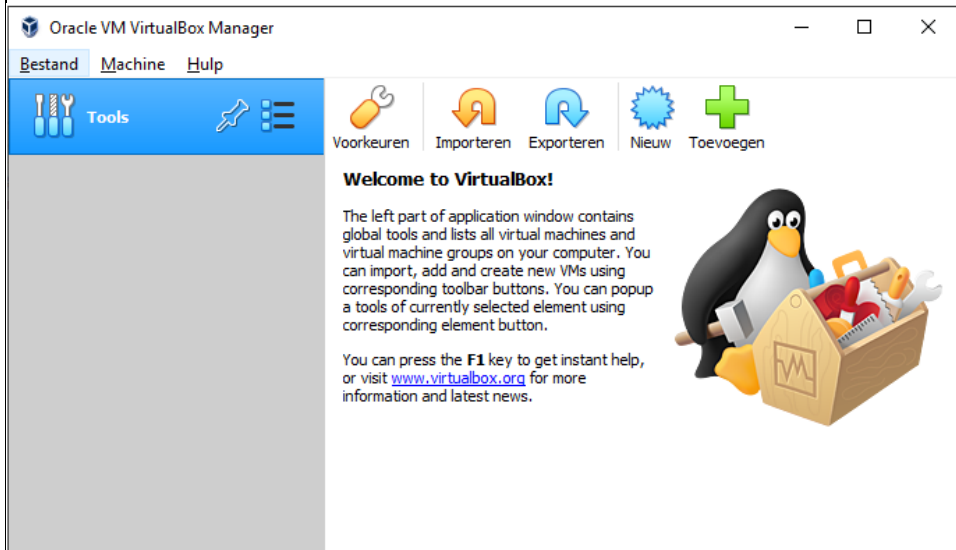 Oracle VM VirtualBox Manager
Bestand Machine Hulp
Tools
Voorkeuren Importeren Exporteren Nieuw Toevoegen
Welcome to VirtualBox!
The left part of application window contains
global tools and lists all virtual machines and
virtual machine groups on your computer. You
can import, add and create new VMs using
corresponding toolbar buttons. You can popup
a tools of currently selected element using
corresponding element button.
You can press the F1 key to get instant help,
or visit www.virtualbox.org for more
information and latest news.